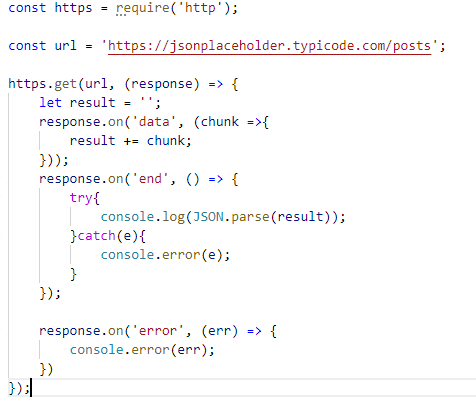 const https = require('http');
const url = 'https://jsonplaceholder.typicode.com/posts';
https.get(url, (response) => {
    let result = '';
    response.on('data', (chunk =>{
        result += chunk;
    }));
    response.on('end', () => {
        try{
            console.log(JSON.parse(result));
        }catch(e){
            console.error(e);
        }
    });
    response.on('error', (err) => {
        console.error(err);
    })
});